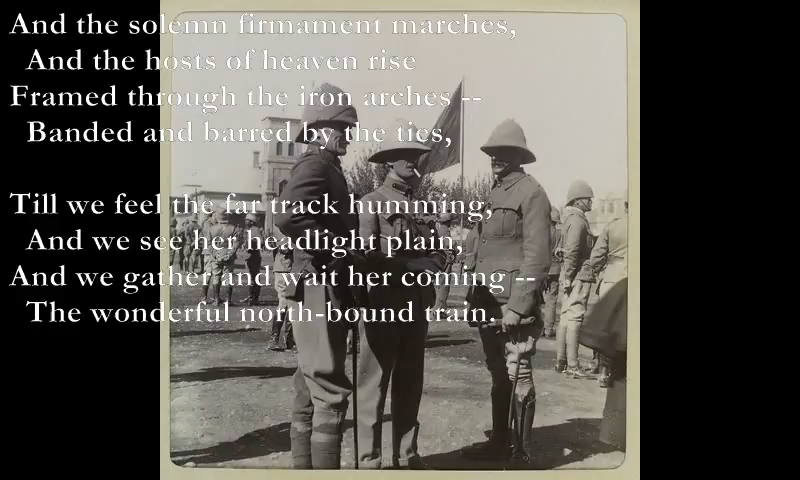 And the solemn firmament marches,
And the hosts of heaven rise
Framed through the iron arches --
Banded and barred by the ties,
Till we feel the far track humming,
And we see her headlight plain,
And we gather and wait her coming --
The wonderful north-bound train.